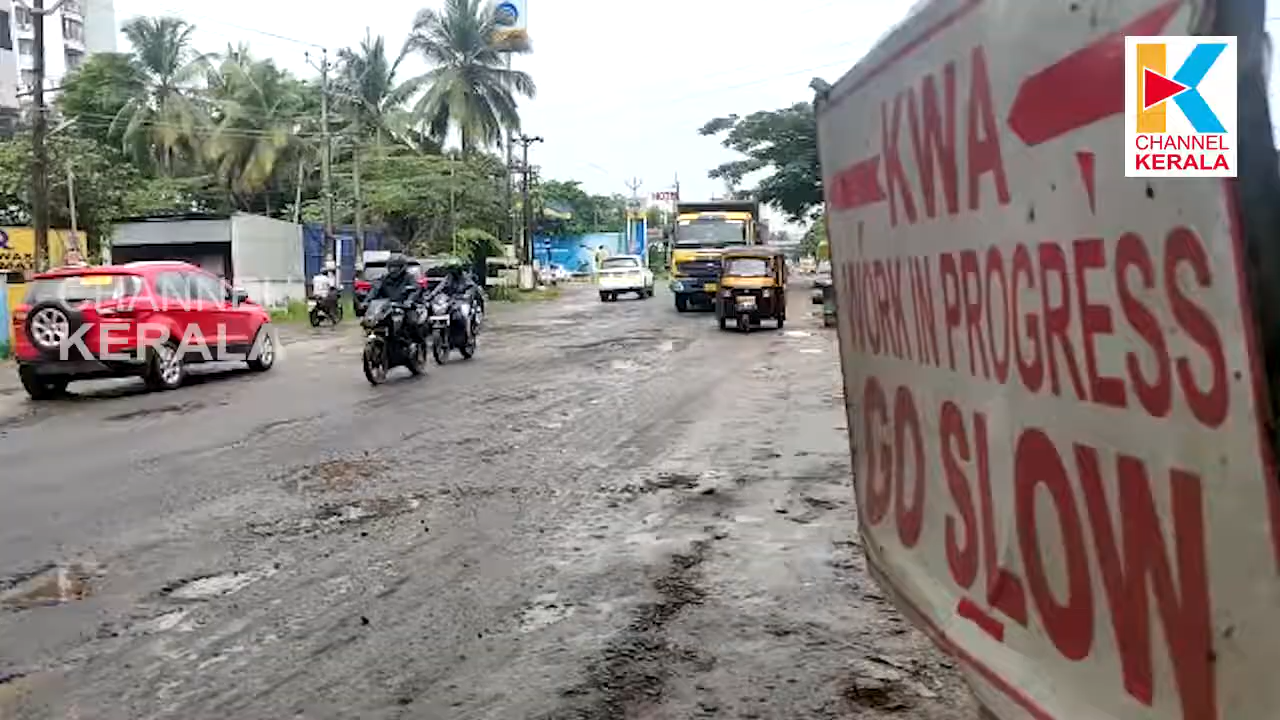 KWA
WORK IN PROGRESS
GO SLOW
CHANNEL
KERALA
CHANNEL
KERALA